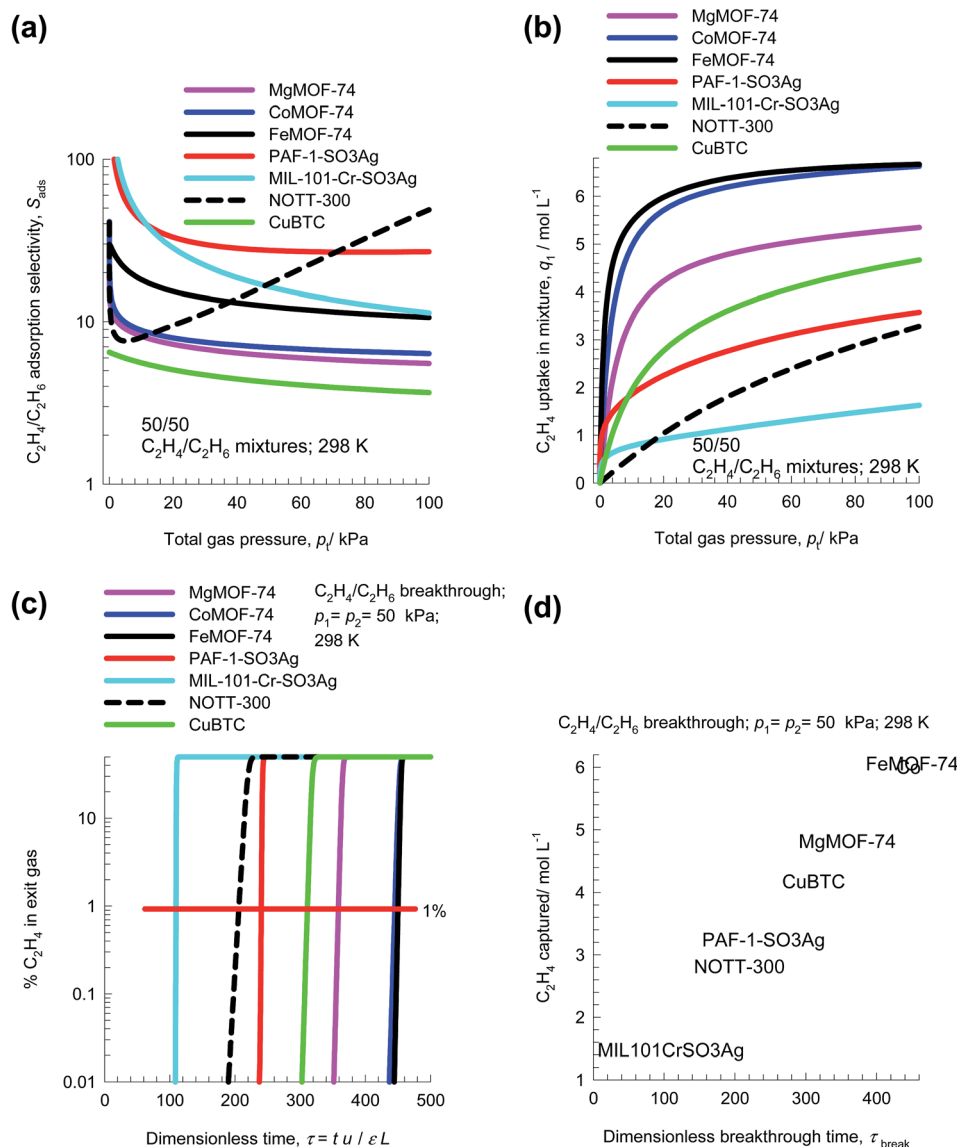 (a)
MgMOF-74
CoMOF-74
FeMOF-74
PAF-1-SO3Ag
MIL-101-Cr-SO3Ag
NOTT-300
CuBTC
C2H4/C2H6 adsorption selectivity, Sads
100
10
1
50/50
C2H4/C2H6 mixtures; 298 K
0 20 40 60 80 100
Total gas pressure, pt/ kPa
(b)
MgMOF-74
CoMOF-74
FeMOF-74
PAF-1-SO3Ag
MIL-101-Cr-SO3Ag
NOTT-300
CuBTC
C2H4 uptake in mixture, q1 / mol L-1
6
5
4
3
2
1
0
50/50
C2H4/C2H6 mixtures; 298 K
0 20 40 60 80 100
Total gas pressure, pt/ kPa
(c)
MgMOF-74
CoMOF-74
FeMOF-74
PAF-1-SO3Ag
MIL-101-Cr-SO3Ag
NOTT-300
CuBTC
C2H4/C2H6 breakthrough;
p1= p2= 50 kPa;
298 K
% C2H4 in exit gas
10
1
0.1
0.01
1%
0 100 200 300 400 500
Dimensionless time, τ = t u / ε L
(d)
C2H4/C2H6 breakthrough; p1= p2= 50 kPa; 298 K
C2H4 captured/ mol L-1
6
5
4
3
2
1
FeMOF-74
Co
MgMOF-74
CuBTC
PAF-1-SO3Ag
NOTT-300
MIL101CrSO3Ag
0 100 200 300 400
Dimensionless breakthrough time, τbreak